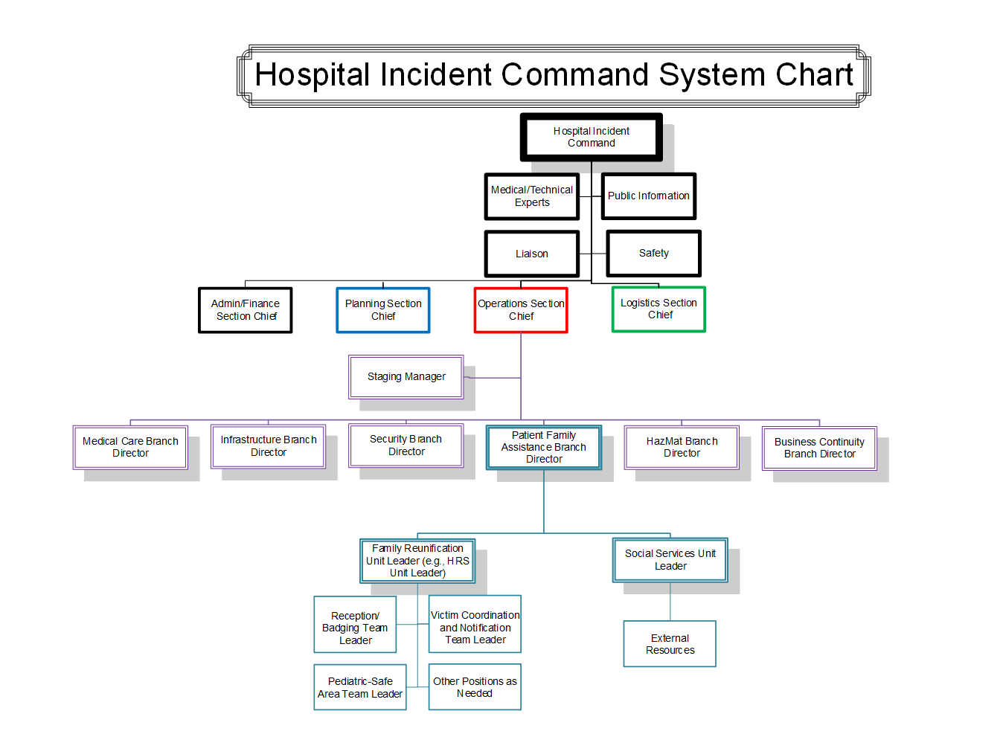 Hospital Incident Command System Chart
Hospital Incident
Command
Medical/Technical
Experts
Public Information
Liaison
Safety
Admin/Finance
Section Chief
Planning Section
Chief
Operations Section
Chief
Logistics Section
Chief
Staging Manager
Medical Care Branch
Director
Infrastructure Branch
Director
Security Branch
Director
Patient Family
Assistance Branch
Director
HazMat Branch
Director
Business Continuity
Branch Director
Family Reunification
Unit Leader (e.g., HRS
Unit Leader)
Social Services Unit
Leader
Reception/
Badging Team
Leader
Victim Coordination
and Notification
Team Leader
External
Resources
Pediatric-Safe
Area Team Leader
Other Positions as
Needed